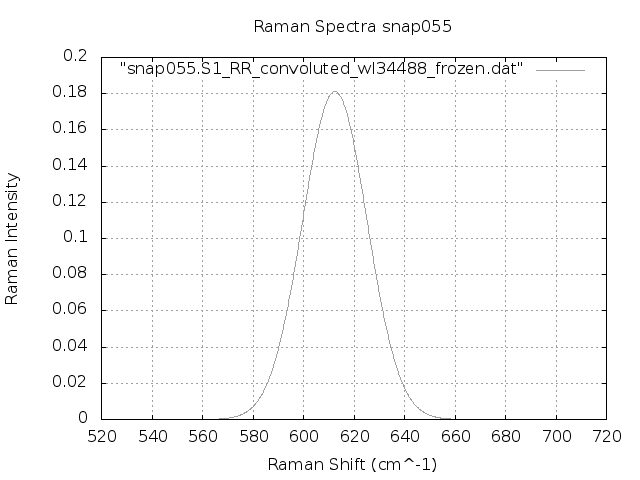 Raman Spectra snap055
"snap055.S1_RR_convoluted_wl34488_frozen.dat"
0.2
0.18
0.16
0.14
0.12
0.1
0.08
0.06
0.04
0.02
0
Raman Intensity
520 540 560 580 600 620 640 660 680 700 720
Raman Shift (cm^-1)